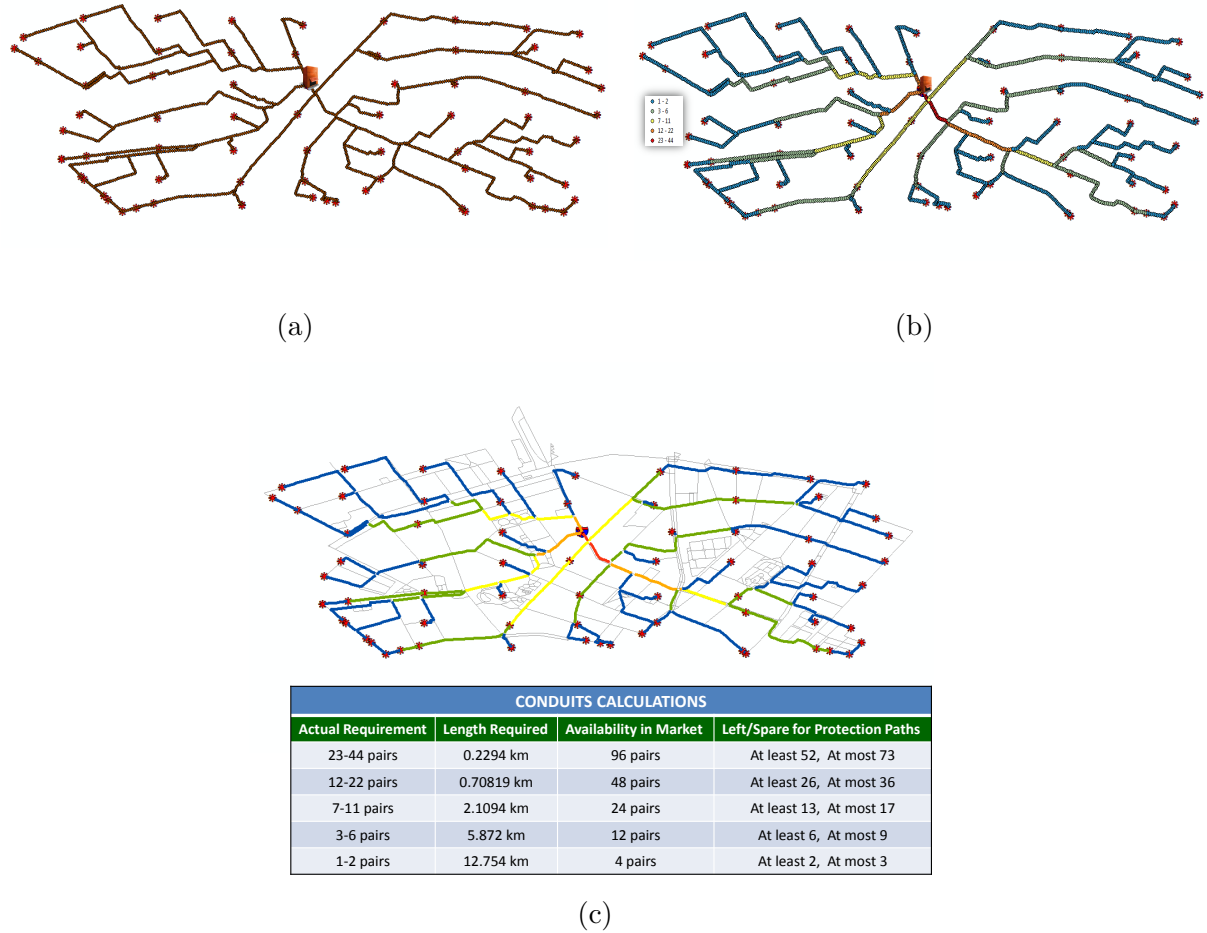 1 - 2
3 - 6
7 - 11
12 - 22
23 - 44
(a)
(b)
CONDUITS CALCULATIONS
Actual Requirement Length Required Availability in Market Left/Spare for Protection Paths
23-44 pairs 0.2294 km 96 pairs At least 52, At most 73
12-22 pairs 0.70819 km 48 pairs At least 26, At most 36
7-11 pairs 2.1094 km 24 pairs At least 13, At most 17
3-6 pairs 5.872 km 12 pairs At least 6, At most 9
1-2 pairs 12.754 km 4 pairs At least 2, At most 3
(c)